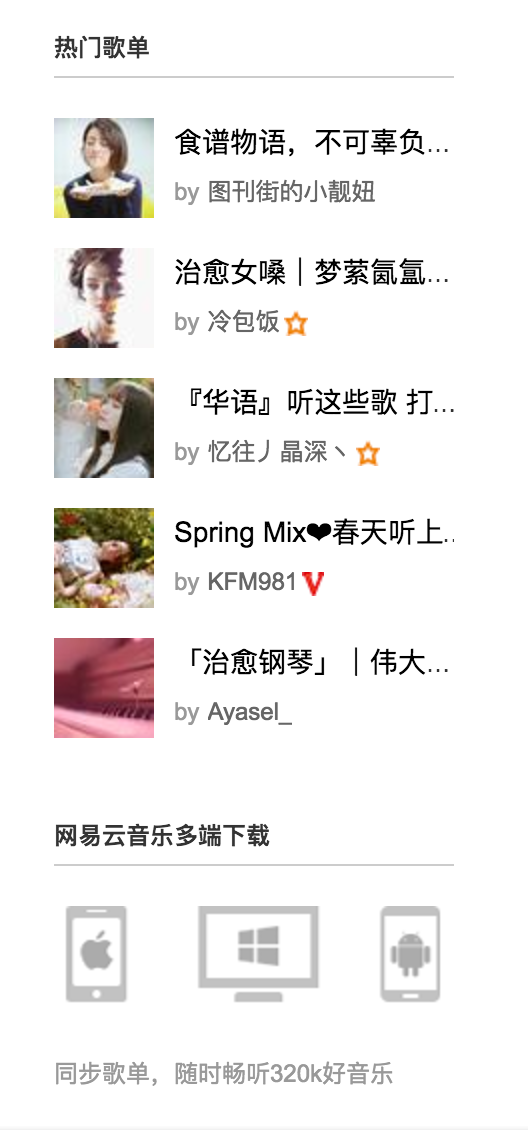 热门歌单
食谱物语，不可辜负...
by 图刊街的小靓妞
治愈女嗓｜梦萦氤氲...
by 冷包饭
『华语』听这些歌 打...
by 忆往丿晶深丶
Spring Mix❤春天听上..
by KFM981 V
「治愈钢琴」｜伟大...
by Ayasel_
网易云音乐多端下载
同步歌单，随时畅听320k好音乐